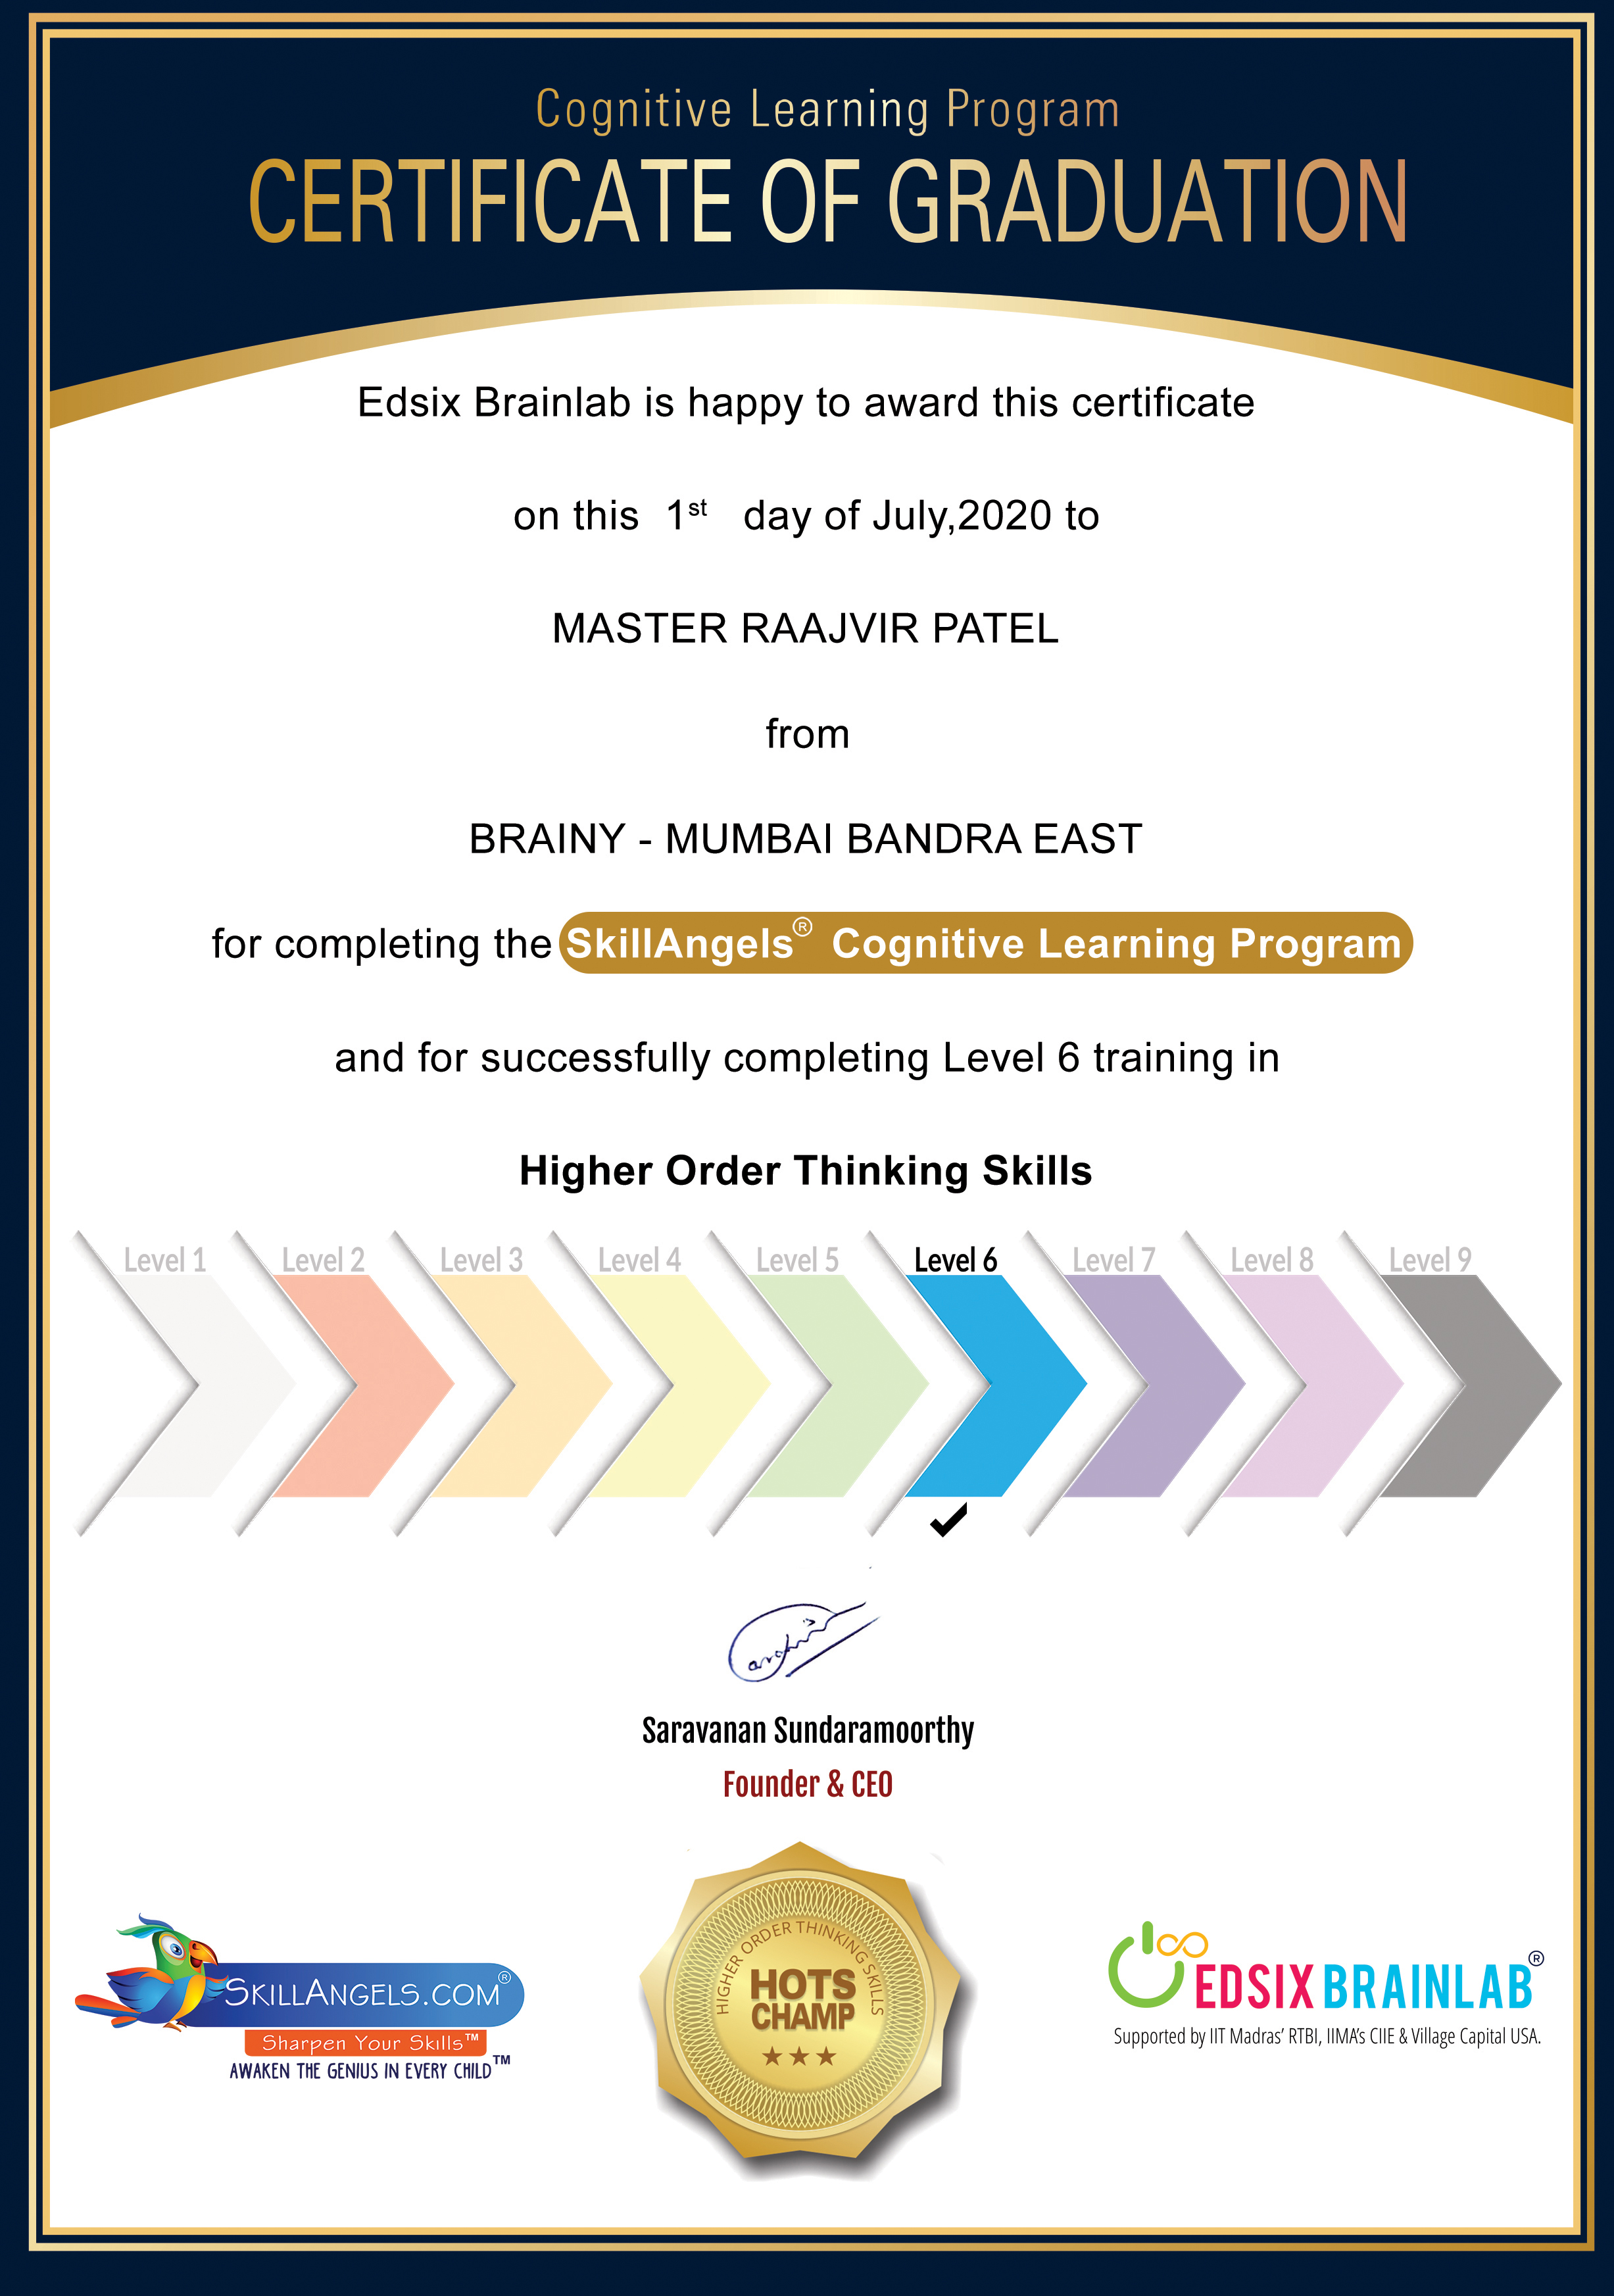 Cognitive Learning Program
CERTIFICATE OF GRADUATION
Edsix Brainlab is happy to award this certificate
on this 1st day of July,2020 to
MASTER RAAJVIR PATEL
from
BRAINY - MUMBAI BANDRA EAST
for completing the SkillAngels® Cognitive Learning Program
and for successfully completing Level 6 training in
Higher Order Thinking Skills
Level 1 Level 2 Level 3 Level 4 Level 5 Level 6 Level 7 Level 8 Level 9
Saravanan Sundaramoorthy
Founder & CEO
HIGHER ORDER THINKING SKILLS
HOTS
CHAMP
SKILLANGELS.COM®
Sharpen Your Skills™
AWAKEN THE GENIUS IN EVERY CHILD™
EDSIX BRAINLAB®
Supported by IIT Madras' RTBI, IIMA's CIIE & Village Capital USA.